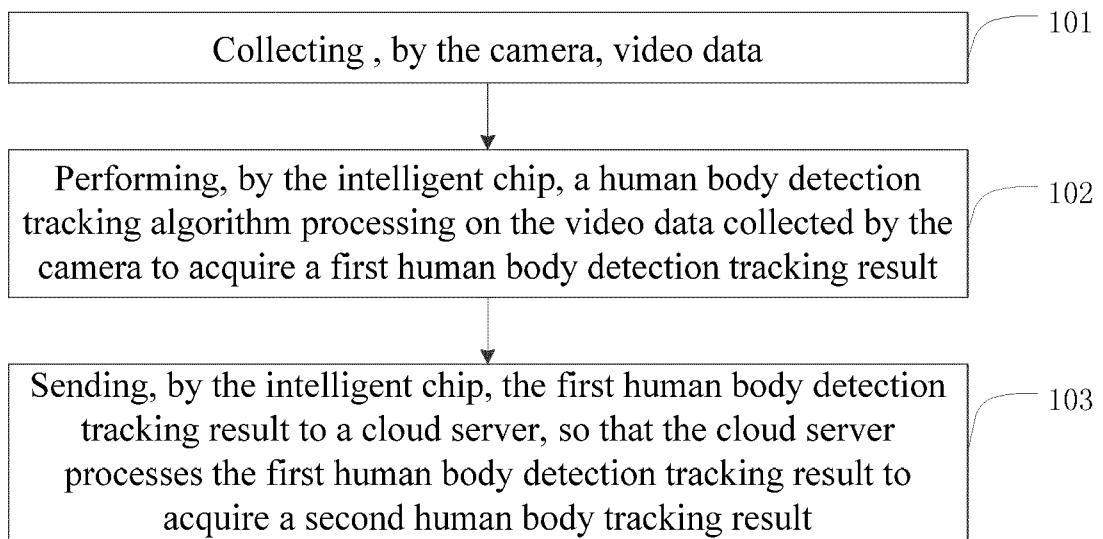 Collecting , by the camera, video data
101
Performing, by the intelligent chip, a human body detection
tracking algorithm processing on the video data collected by the
camera to acquire a first human body detection tracking result
102
Sending, by the intelligent chip, the first human body detection
tracking result to a cloud server, so that the cloud server
processes the first human body detection tracking result to
acquire a second human body tracking result
103